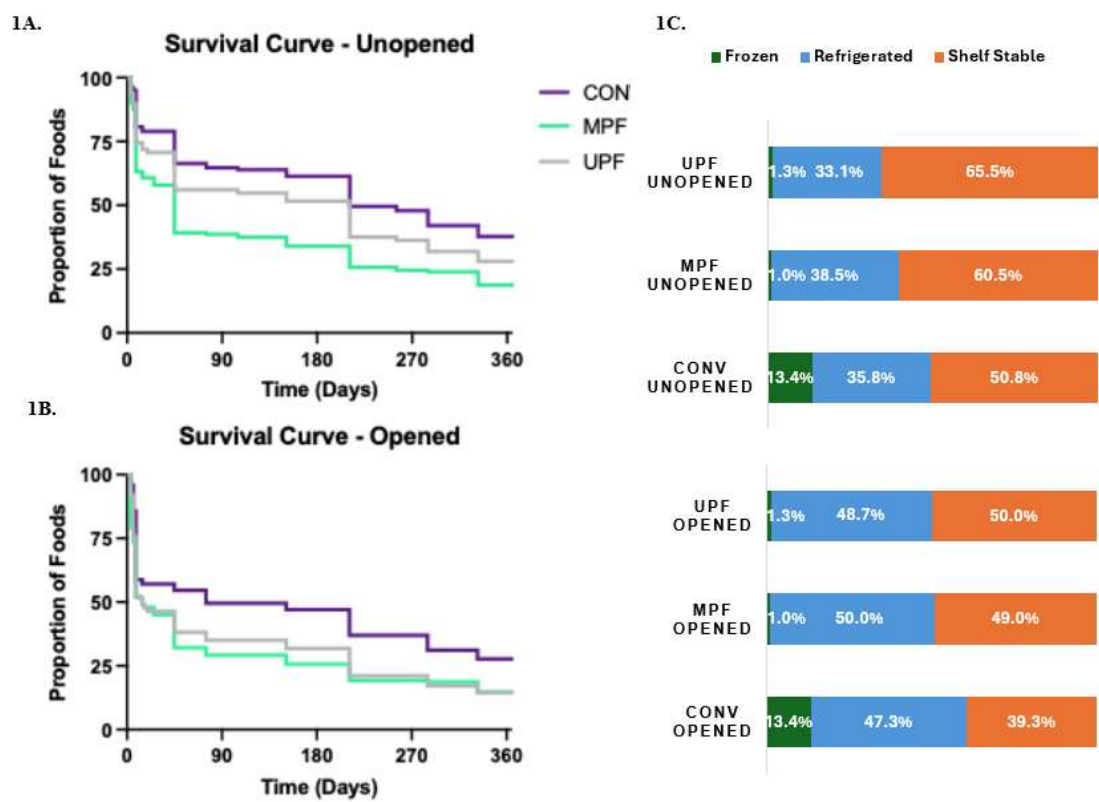 1A.
Survival Curve - Unopened
100
75
50
25
0
Proportion of Foods
0 90 180 270 360
Time (Days)
CON
MPF
UPF
1B.
Survival Curve - Opened
100
75
50
25
0
Proportion of Foods
0 90 180 270 360
Time (Days)
1C.
Frozen Refrigerated Shelf Stable
UPF
UNOPENED
1.3% 33.1% 65.5%
MPF
UNOPENED
1.0% 38.5% 60.5%
CONV
UNOPENED
13.4% 35.8% 50.8%
UPF
OPENED
1.3% 48.7% 50.0%
MPF
OPENED
1.0% 50.0% 49.0%
CONV
OPENED
13.4% 47.3% 39.3%